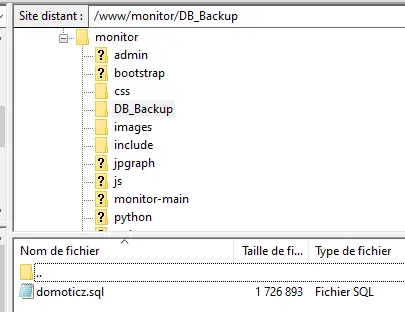 Site distant : /www/monitor/DB_Backup
monitor
? admin
? bootstrap
css
DB_Backup
images
include
? jpgraph
? js
monitor-main
? python
Nom de fichier Taille de fi... Type de fichier
..
domoticz.sql 1 726 893 Fichier SQL